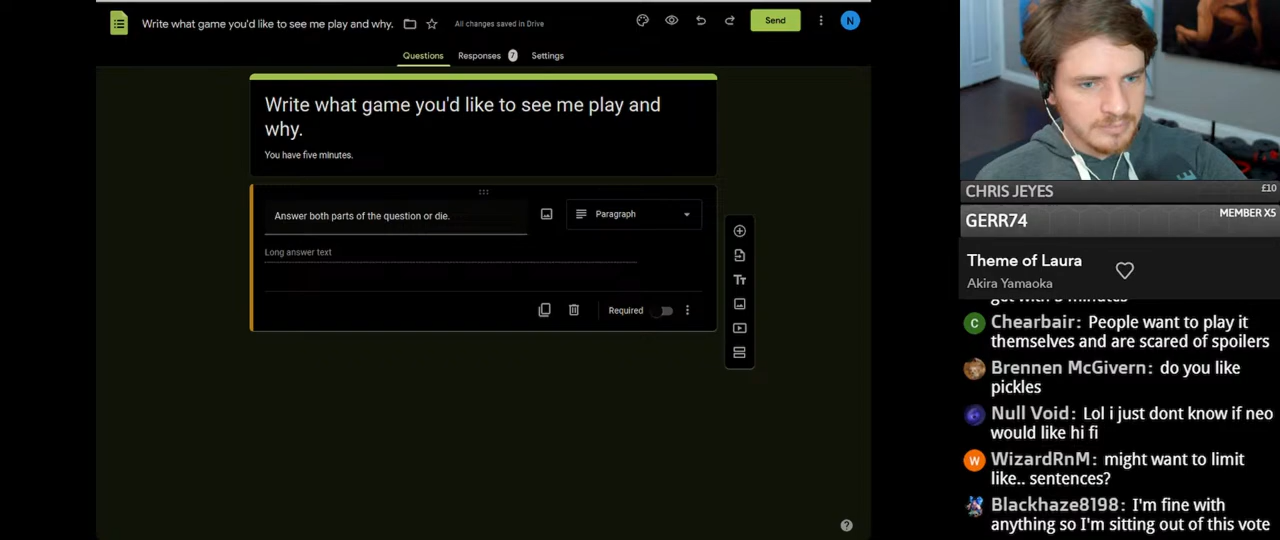 Write what game you'd like to see me play and why.
All changes saved in Drive
Send
N
Questions
Responses
7
Settings
Write what game you'd like to see me play and
why.
You have five minutes.
Answer both parts of the question or die.
Paragraph
Long answer text
Required
CHRIS JEYES
£10
GERR74
MEMBER X5
Theme of Laura
Akira Yamaoka
C
Chearbair: People want to play it
themselves and are scared of spoilers
Brennen McGivern: do you like
pickles
Null Void: Lol i just dont know if neo
would like hi fi
W
WizardRnM: might want to limit
like.. sentences?
Blackhaze8198: I'm fine with
anything so I'm sitting out of this vote